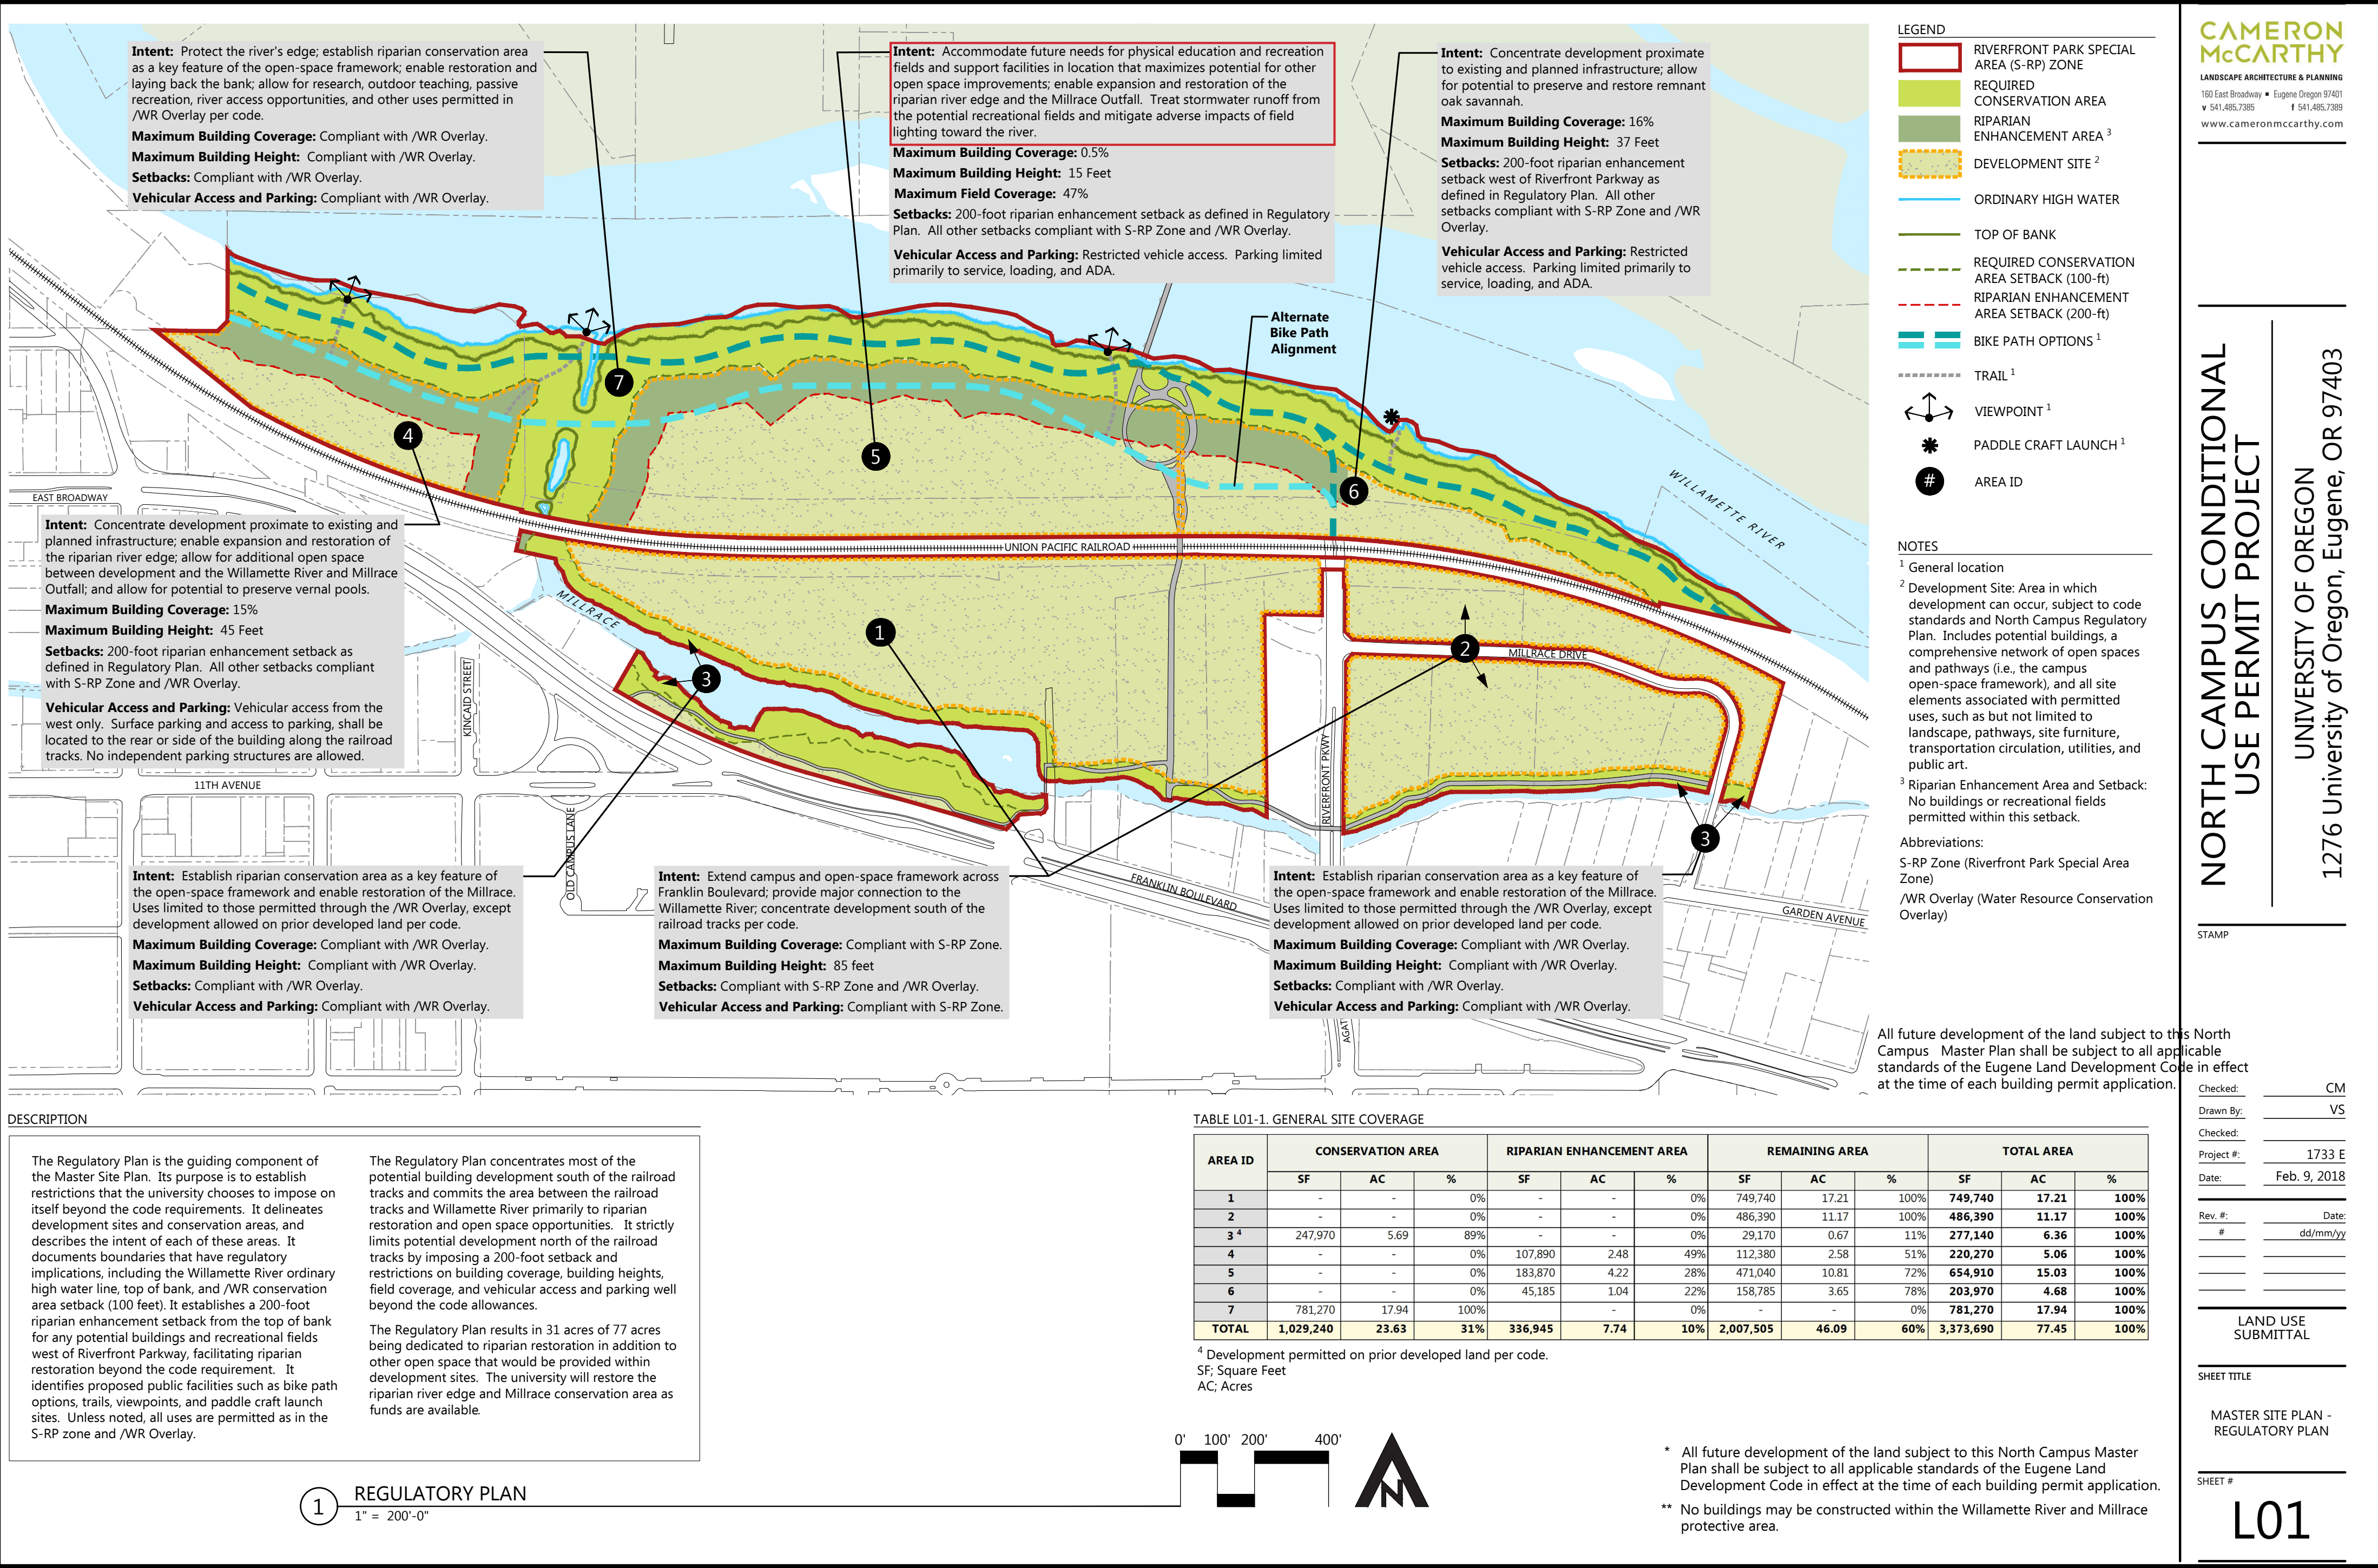 Intent: Protect the river's edge; establish riparian conservation area
as a key feature of the open-space framework; enable restoration and
laying back the bank; allow for research, outdoor teaching, passive
recreation, river access opportunities, and other uses permitted in
/WR Overlay per code.
Maximum Building Coverage: Compliant with /WR Overlay.
Maximum Building Height: Compliant with /WR Overlay.
Setbacks: Compliant with /WR Overlay.
Vehicular Access and Parking: Compliant with /WR Overlay.
Intent: Accommodate future needs for physical education and recreation
fields and support facilities in location that maximizes potential for other
open space improvements; enable expansion and restoration of the
riparian river edge and the Millrace Outfall. Treat stormwater runoff from
the potential recreational fields and mitigate adverse impacts of field
lighting toward the river.
Maximum Building Coverage: 0.5%
Maximum Building Height: 15 Feet
Maximum Field Coverage: 47%
Setbacks: 200-foot riparian enhancement setback as defined in Regulatory
Plan. All other setbacks compliant with S-RP Zone and /WR Overlay.
Vehicular Access and Parking: Restricted vehicle access. Parking limited
primarily to service, loading, and ADA.
Intent: Concentrate development proximate
to existing and planned infrastructure; allow
for potential to preserve and restore remnant
oak savannah.
Maximum Building Coverage: 16%
Maximum Building Height: 37 Feet
Setbacks: 200-foot riparian enhancement
setback west of Riverfront Parkway as
defined in Regulatory Plan. All other
setbacks compliant with S-RP Zone and /WR
Overlay.
Vehicular Access and Parking: Restricted
vehicle access. Parking limited primarily to
service, loading, and ADA.
Alternate
Bike Path
Alignment
7
4
5
6
WILLAMETTE RIVER
EAST BROADWAY
UNION PACIFIC RAILROAD
Intent: Concentrate development proximate to existing and
planned infrastructure; enable expansion and restoration of
the riparian river edge; allow for additional open space
between development and the Willamette River and Millrace
Outfall; and allow for potential to preserve vernal pools.
Maximum Building Coverage: 15%
Maximum Building Height: 45 Feet
Setbacks: 200-foot riparian enhancement setback as
defined in Regulatory Plan. All other setbacks compliant
with S-RP Zone and /WR Overlay.
Vehicular Access and Parking: Vehicular access from the
west only. Surface parking and access to parking, shall be
located to the rear or side of the building along the railroad
tracks. No independent parking structures are allowed.
MILLRACE
1
2
3
MILLRACE DRIVE
KINCAID STREET
RIVERFRONT PKWY
11TH AVENUE
OLD CAMPUS LANE
3
FRANKLIN BOULEVARD
GARDEN AVENUE
AGAT
Intent: Establish riparian conservation area as a key feature of
the open-space framework and enable restoration of the Millrace.
Uses limited to those permitted through the /WR Overlay, except
development allowed on prior developed land per code.
Maximum Building Coverage: Compliant with /WR Overlay.
Maximum Building Height: Compliant with /WR Overlay.
Setbacks: Compliant with /WR Overlay.
Vehicular Access and Parking: Compliant with /WR Overlay.
Intent: Extend campus and open-space framework across
Franklin Boulevard; provide major connection to the
Willamette River; concentrate development south of the
railroad tracks per code.
Maximum Building Coverage: Compliant with S-RP Zone.
Maximum Building Height: 85 feet
Setbacks: Compliant with S-RP Zone and /WR Overlay.
Vehicular Access and Parking: Compliant with S-RP Zone.
Intent: Establish riparian conservation area as a key feature of
the open-space framework and enable restoration of the Millrace.
Uses limited to those permitted through the /WR Overlay, except
development allowed on prior developed land per code.
Maximum Building Coverage: Compliant with /WR Overlay.
Maximum Building Height: Compliant with /WR Overlay.
Setbacks: Compliant with /WR Overlay.
Vehicular Access and Parking: Compliant with /WR Overlay.
LEGEND
RIVERFRONT PARK SPECIAL
AREA (S-RP) ZONE
REQUIRED
CONSERVATION AREA
RIPARIAN
ENHANCEMENT AREA 3
DEVELOPMENT SITE 2
ORDINARY HIGH WATER
TOP OF BANK
REQUIRED CONSERVATION
AREA SETBACK (100-ft)
RIPARIAN ENHANCEMENT
AREA SETBACK (200-ft)
BIKE PATH OPTIONS 1
TRAIL 1
VIEWPOINT 1
PADDLE CRAFT LAUNCH 1
# AREA ID
NOTES
1 General location
2 Development Site: Area in which
development can occur, subject to code
standards and North Campus Regulatory
Plan. Includes potential buildings, a
comprehensive network of open spaces
and pathways (i.e., the campus
open-space framework), and all site
elements associated with permitted
uses, such as but not limited to
landscape, pathways, site furniture,
transportation circulation, utilities, and
public art.
3 Riparian Enhancement Area and Setback:
No buildings or recreational fields
permitted within this setback.
Abbreviations:
S-RP Zone (Riverfront Park Special Area
Zone)
/WR Overlay (Water Resource Conservation
Overlay)
All future development of the land subject to this North
Campus Master Plan shall be subject to all applicable
standards of the Eugene Land Development Code in effect
at the time of each building permit application.
DESCRIPTION
The Regulatory Plan is the guiding component of
the Master Site Plan. Its purpose is to establish
restrictions that the university chooses to impose on
itself beyond the code requirements. It delineates
development sites and conservation areas, and
describes the intent of each of these areas. It
documents boundaries that have regulatory
implications, including the Willamette River ordinary
high water line, top of bank, and /WR conservation
area setback (100 feet). It establishes a 200-foot
riparian enhancement setback from the top of bank
for any potential buildings and recreational fields
west of Riverfront Parkway, facilitating riparian
restoration beyond the code requirement. It
identifies proposed public facilities such as bike path
options, trails, viewpoints, and paddle craft launch
sites. Unless noted, all uses are permitted as in the
S-RP zone and /WR Overlay.
The Regulatory Plan concentrates most of the
potential building development south of the railroad
tracks and commits the area between the railroad
tracks and Willamette River primarily to riparian
restoration and open space opportunities. It strictly
limits potential development north of the railroad
tracks by imposing a 200-foot setback and
restrictions on building coverage, building heights,
field coverage, and vehicular access and parking well
beyond the code allowances.
The Regulatory Plan results in 31 acres of 77 acres
being dedicated to riparian restoration in addition to
other open space that would be provided within
development sites. The university will restore the
riparian river edge and Millrace conservation area as
funds are available.
1 REGULATORY PLAN
1" = 200'-0"
TABLE L01-1. GENERAL SITE COVERAGE
AREA ID CONSERVATION AREA RIPARIAN ENHANCEMENT AREA REMAINING AREA TOTAL AREA
SF AC % SF AC % SF AC % SF AC %
1 - - 0% - - 0% 749,740 17.21 100% 749,740 17.21 100%
2 - - 0% - - 0% 486,390 11.17 100% 486,390 11.17 100%
3 4 247,970 5.69 89% - - 0% 29,170 0.67 11% 277,140 6.36 100%
4 - - 0% 107,890 2.48 49% 112,380 2.58 51% 220,270 5.06 100%
5 - - 0% 183,870 4.22 28% 471,040 10.81 72% 654,910 15.03 100%
6 - - 0% 45,185 1.04 22% 158,785 3.65 78% 203,970 4.68 100%
7 781,270 17.94 100% - 0% - - 0% 781,270 17.94 100%
TOTAL 1,029,240 23.63 31% 336,945 7.74 10% 2,007,505 46.09 60% 3,373,690 77.45 100%
4 Development permitted on prior developed land per code.
SF; Square Feet
AC; Acres
0' 100' 200' 400'
N
* All future development of the land subject to this North Campus Master
Plan shall be subject to all applicable standards of the Eugene Land
Development Code in effect at the time of each building permit application.
** No buildings may be constructed within the Willamette River and Millrace
protective area.
CAMERON
McCARTHY
LANDSCAPE ARCHITECTURE & PLANNING
160 East Broadway ▪ Eugene Oregon 97401
v 541.485.7385 f 541.485.7389
www.cameronmccarthy.com
NORTH CAMPUS CONDITIONAL
USE PERMIT PROJECT
UNIVERSITY OF OREGON
1276 University of Oregon, Eugene, OR 97403
STAMP
Checked: CM
Drawn By: VS
Checked:
Project #: 1733 E
Date: Feb. 9, 2018
Rev. #: Date:
# dd/mm/yy
LAND USE
SUBMITTAL
SHEET TITLE
MASTER SITE PLAN -
REGULATORY PLAN
SHEET #
L01